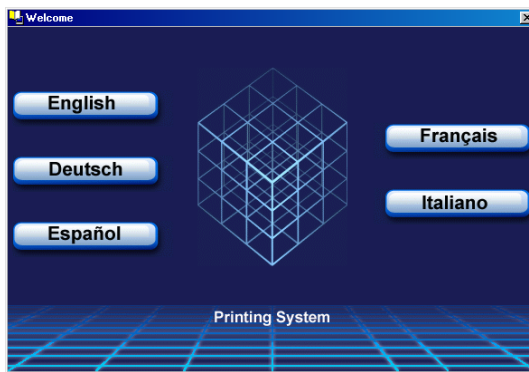 Welcome
English
Deutsch
Español
Français
Italiano
Printing System